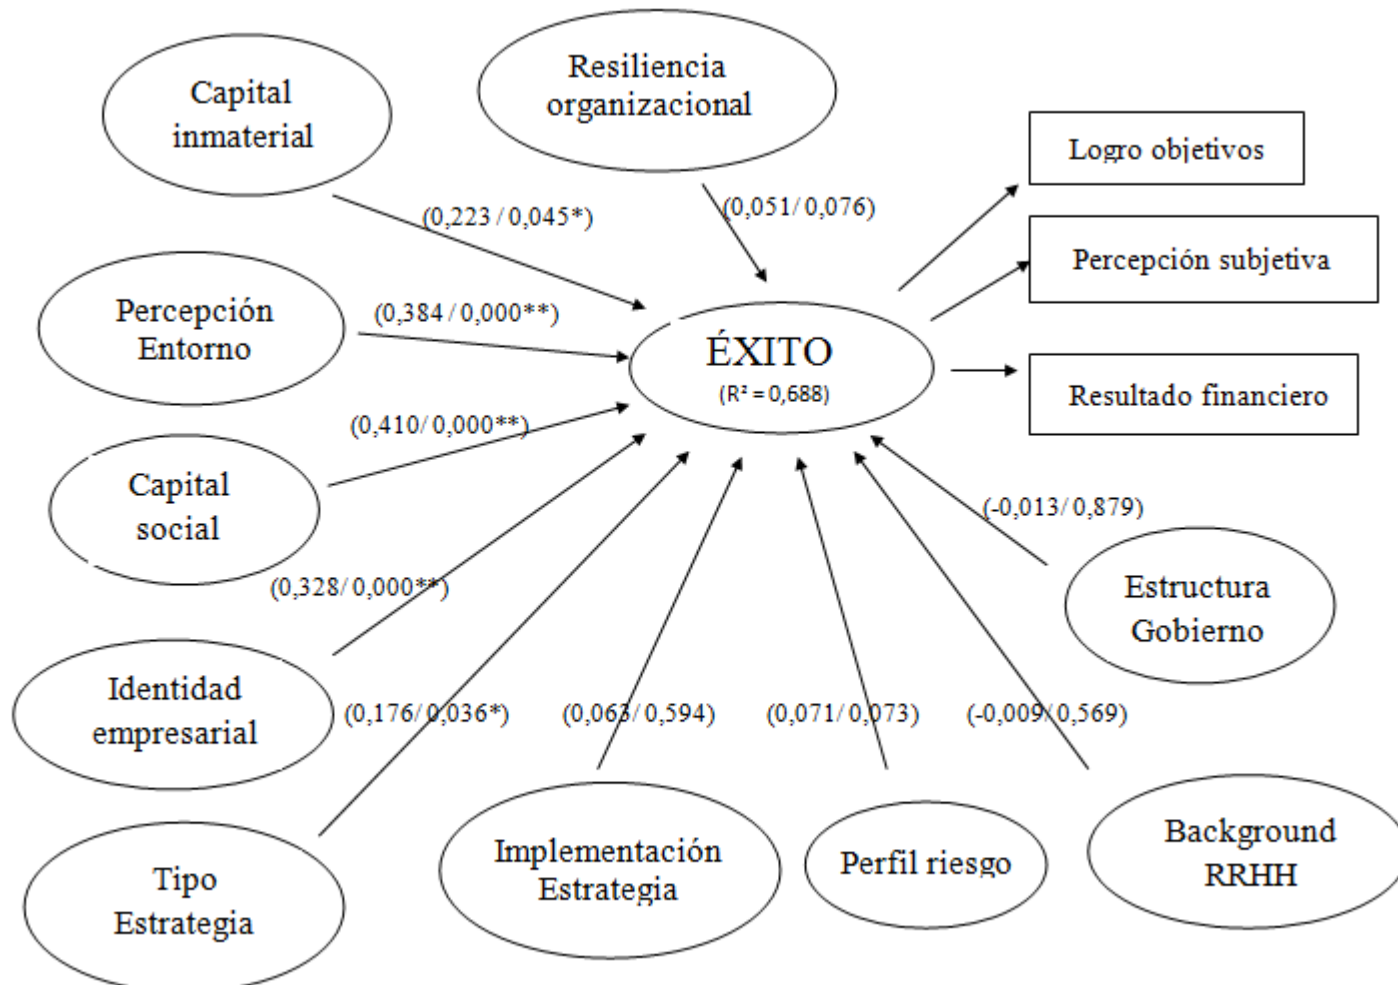 Capital
inmaterial
Resiliencia
organizacional
Logro objetivos
(0,223 / 0,045*)
(0,051/ 0,076)
Percepción subjetiva
Percepción
Entorno
(0,384 / 0,000**)
ÉXITO
(R² = 0,688)
Resultado financiero
(0,410/ 0,000**)
Capital
social
(-0,013/ 0,879)
(0,328/ 0,000**)
Estructura
Gobierno
Identidad
empresarial
(0,176/ 0,036*)
(0,063/ 0,594)
(0,071/ 0,073)
(-0,009/ 0,569)
Tipo
Estrategia
Implementación
Estrategia
Perfil riesgo
Background
RRHH